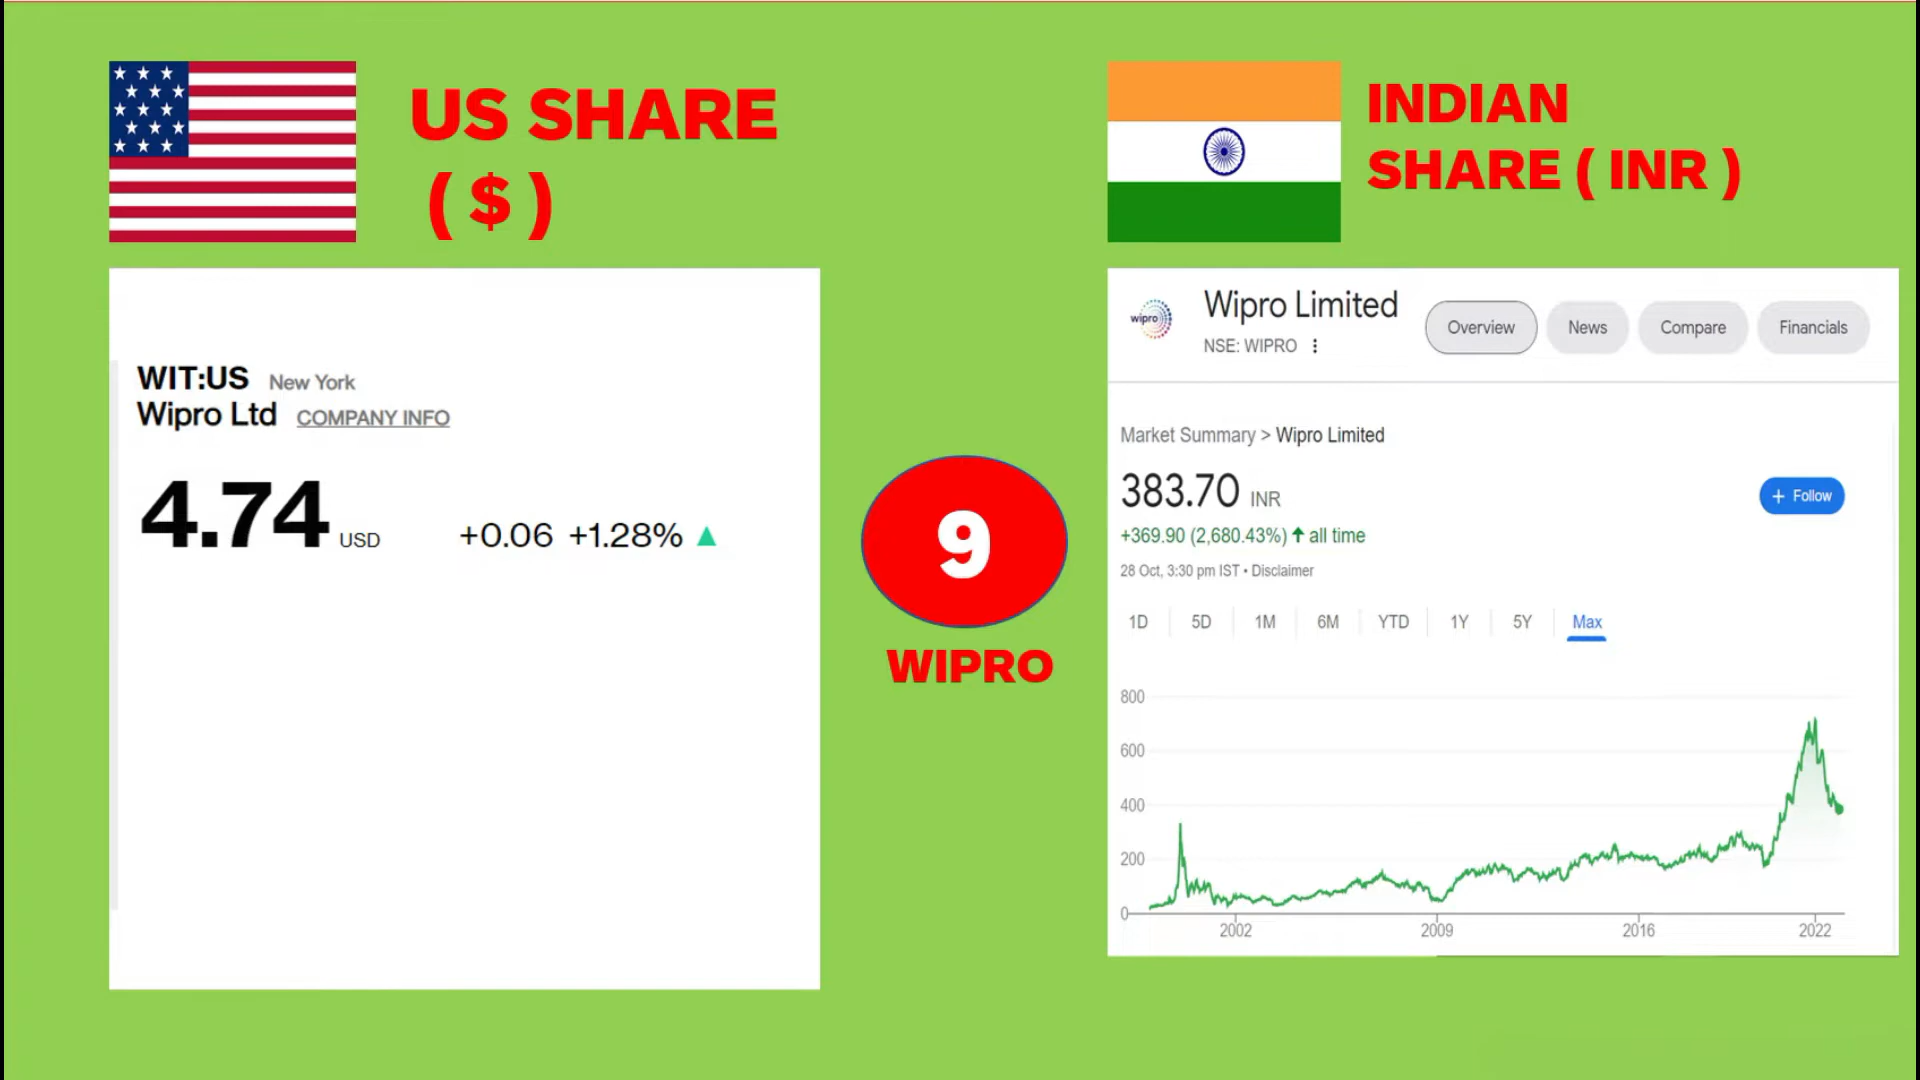 US SHARE
( $ )
INDIAN
SHARE ( INR )
WIT:US New York
Wipro Ltd COMPANY INFO
4.74 USD +0.06 +1.28%
9
WIPRO
wipro
Wipro Limited
NSE: WIPRO
Overview News Compare Financials
Market Summary > Wipro Limited
383.70 INR
+ Follow
+369.90 (2,680.43%) all time
28 Oct, 3:30 pm IST • Disclaimer
1D 5D 1M 6M YTD 1Y 5Y Max
800
600
400
200
0
2002 2009 2016 2022